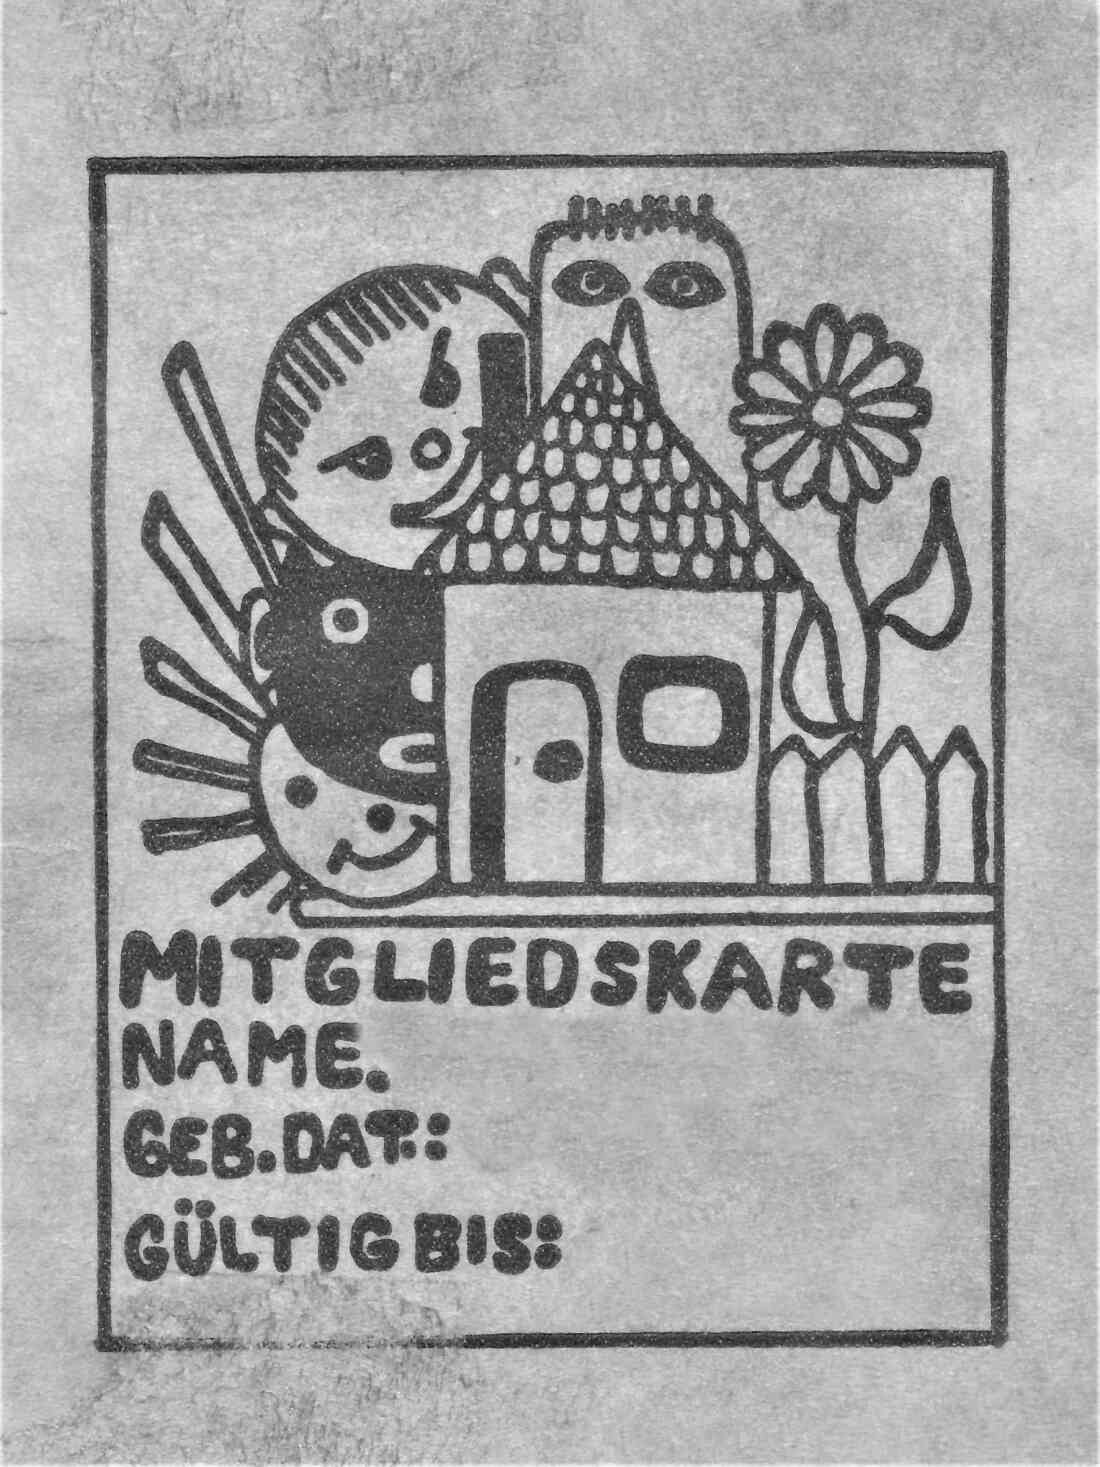 MITGLIEDSKARTE
NAME.
GEB.DAT.:
GÜLTIG BIS: